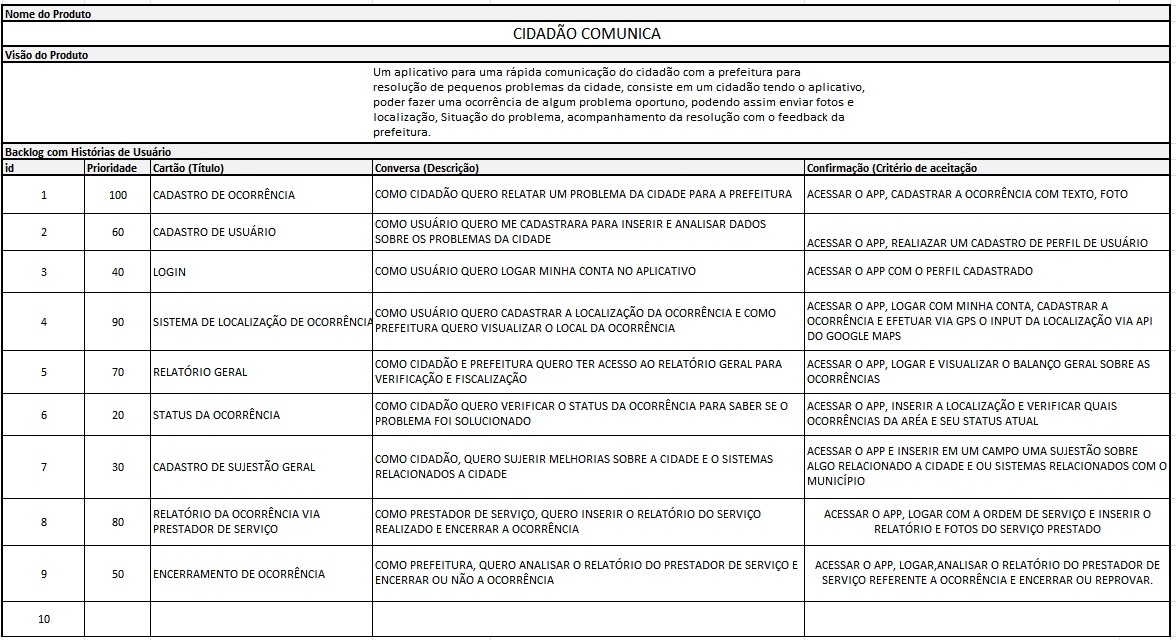 Nome do Produto
CIDADÃO COMUNICA
Visão do Produto
Um aplicativo para uma rápida comunicação do cidadão com a prefeitura para
resolução de pequenos problemas da cidade, consiste em um cidadão tendo o aplicativo,
poder fazer uma ocorrência de algum problema oportuno, podendo assim enviar fotos e
localização, Situação do problema, acompanhamento da resolução com o feedback da
prefeitura.
Backlog com Histórias de Usuário
id Prioridade Cartão (Título) Conversa (Descrição) Confirmação (Critério de aceitação
1 100 CADASTRO DE OCORRÊNCIA COMO CIDADÃO QUERO RELATAR UM PROBLEMA DA CIDADE PARA A PREFEITURA ACESSAR O APP, CADASTRAR A OCORRÊNCIA COM TEXTO, FOTO
2 60 CADASTRO DE USUÁRIO COMO USUÁRIO QUERO ME CADASTRARA PARA INSERIR E ANALISAR DADOS
SOBRE OS PROBLEMAS DA CIDADE
ACESSAR O APP, REALIAZAR UM CADASTRO DE PERFIL DE USUÁRIO
3 40 LOGIN COMO USUÁRIO QUERO LOGAR MINHA CONTA NO APLICATIVO ACESSAR O APP COM O PERFIL CADASTRADO
4 90 SISTEMA DE LOCALIZAÇÃO DE OCORRÊNCIA COMO USUÁRIO QUERO CADASTRAR A LOCALIZAÇÃO DA OCORRÊNCIA E COMO
PREFEITURA QUERO VISUALIZAR O LOCAL DA OCORRÊNCIA
ACESSAR O APP, LOGAR COM MINHA CONTA, CADASTRAR A
OCORRÊNCIA E EFETUAR VIA GPS O INPUT DA LOCALIZAÇÃO VIA API
DO GOOGLE MAPS
5 70 RELATÓRIO GERAL COMO CIDADÃO E PREFEITURA QUERO TER ACESSO AO RELATÓRIO GERAL PARA
VERIFICAÇÃO E FISCALIZAÇÃO
ACESSAR O APP, LOGAR E VISUALIZAR O BALANÇO GERAL SOBRE AS
OCORRÊNCIAS
6 20 STATUS DA OCORRÊNCIA COMO CIDADÃO QUERO VERIFICAR O STATUS DA OCORRÊNCIA PARA SABER SE O
PROBLEMA FOI SOLUCIONADO
ACESSAR O APP, INSERIR A LOCALIZAÇÃO E VERIFICAR QUAIS
OCORRÊNCIAS DA ARÉA E SEU STATUS ATUAL
7 30 CADASTRO DE SUJESTÃO GERAL COMO CIDADÃO, QUERO SUJERIR MELHORIAS SOBRE A CIDADE E O SISTEMAS
RELACIONADOS A CIDADE
ACESSAR O APP E INSERIR EM UM CAMPO UMA SUJESTÃO SOBRE
ALGO RELACIONADO A CIDADE E OU SISTEMAS RELACIONADOS COM O
MUNICÍPIO
8 80 RELATÓRIO DA OCORRÊNCIA VIA
PRESTADOR DE SERVIÇO
COMO PRESTADOR DE SERVIÇO, QUERO INSERIR O RELATÓRIO DO SERVIÇO
REALIZADO E ENCERRAR A OCORRÊNCIA
ACESSAR O APP, LOGAR COM A ORDEM DE SERVIÇO E INSERIR O
RELATÓRIO E FOTOS DO SERVIÇO PRESTADO
9 50 ENCERRAMENTO DE OCORRÊNCIA COMO PREFEITURA, QUERO ANALISAR O RELATÓRIO DO PRESTADOR DE SERVIÇO E
ENCERRAR OU NÃO A OCORRÊNCIA
ACESSAR O APP, LOGAR,ANALISAR O RELATÓRIO DO PRESTADOR DE
SERVIÇO REFERENTE A OCORRÊNCIA E ENCERRAR OU REPROVAR.
10